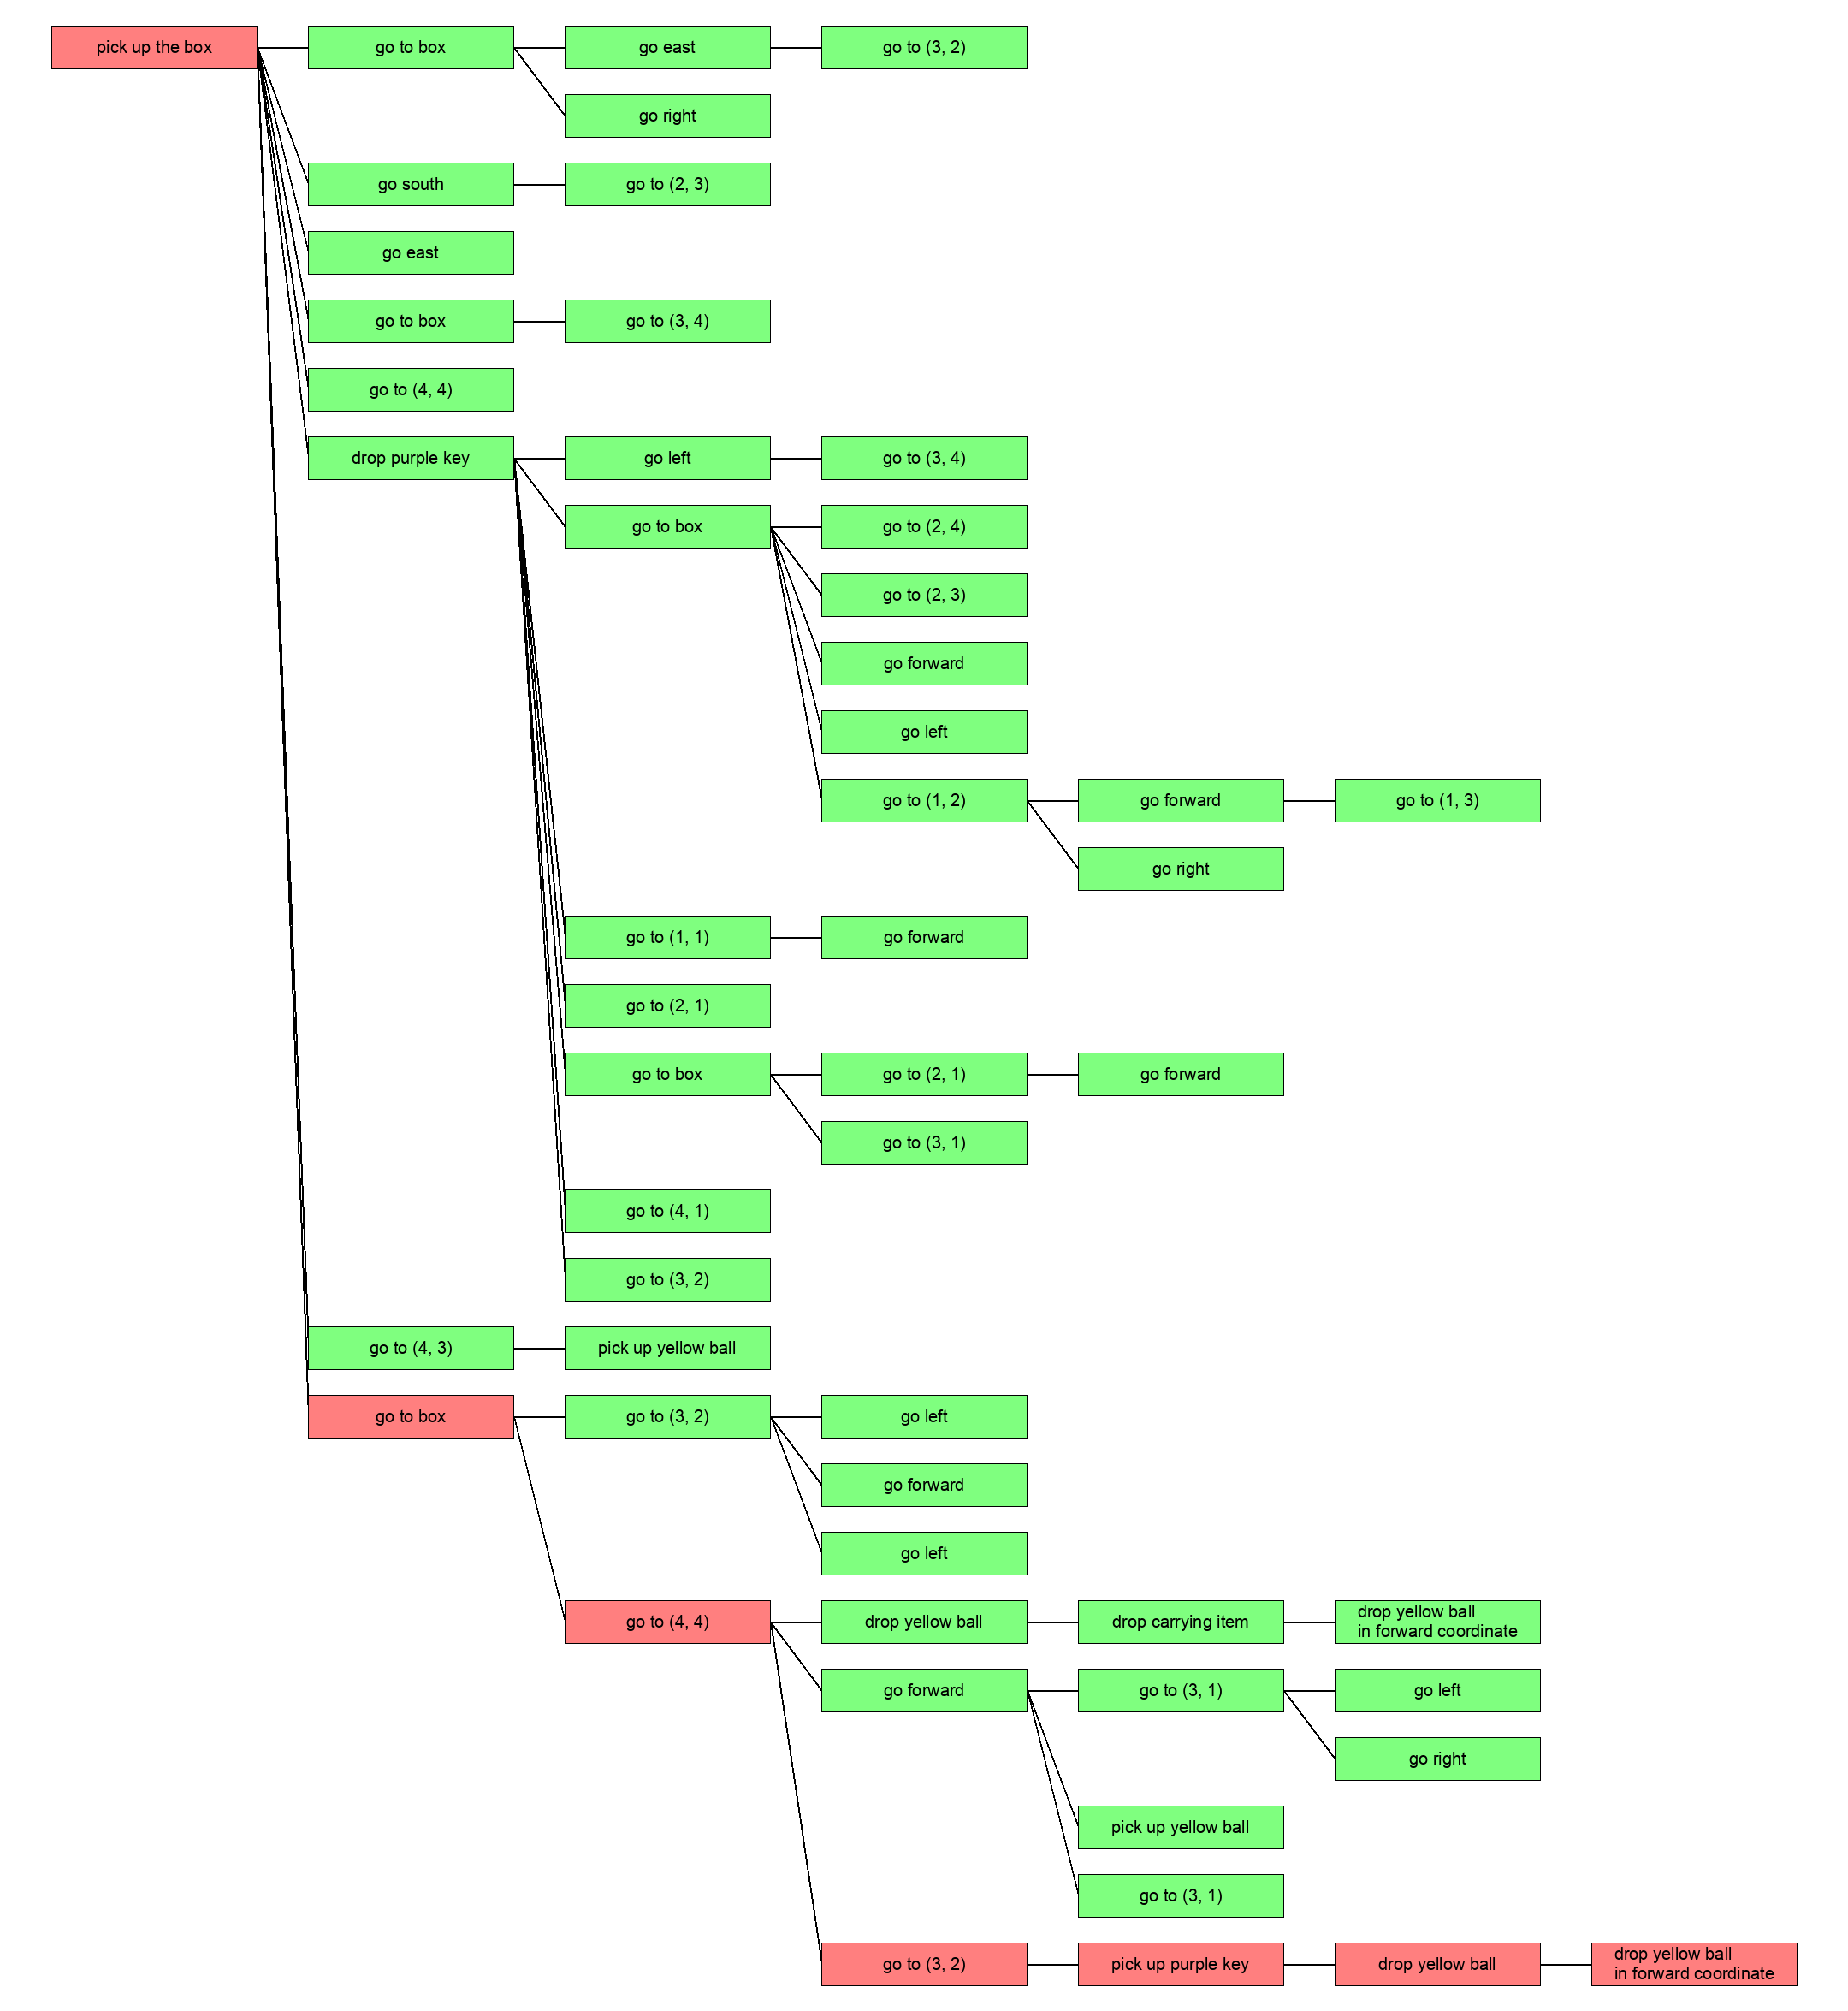 pick up the box
go to box
go east
go to (3, 2)
go right
go south
go to (2, 3)
go east
go to box
go to (3, 4)
go to (4, 4)
drop purple key
go left
go to (3, 4)
go to box
go to (2, 4)
go to (2, 3)
go forward
go left
go to (1, 2)
go forward
go to (1, 3)
go right
go to (1, 1)
go forward
go to (2, 1)
go to box
go to (2, 1)
go forward
go to (3, 1)
go to (4, 1)
go to (3, 2)
go to (4, 3)
pick up yellow ball
go to box
go to (3, 2)
go left
go forward
go left
go to (4, 4)
drop yellow ball
drop carrying item
drop yellow ball
in forward coordinate
go forward
go to (3, 1)
go left
go right
pick up yellow ball
go to (3, 1)
go to (3, 2)
pick up purple key
drop yellow ball
drop yellow ball
in forward coordinate